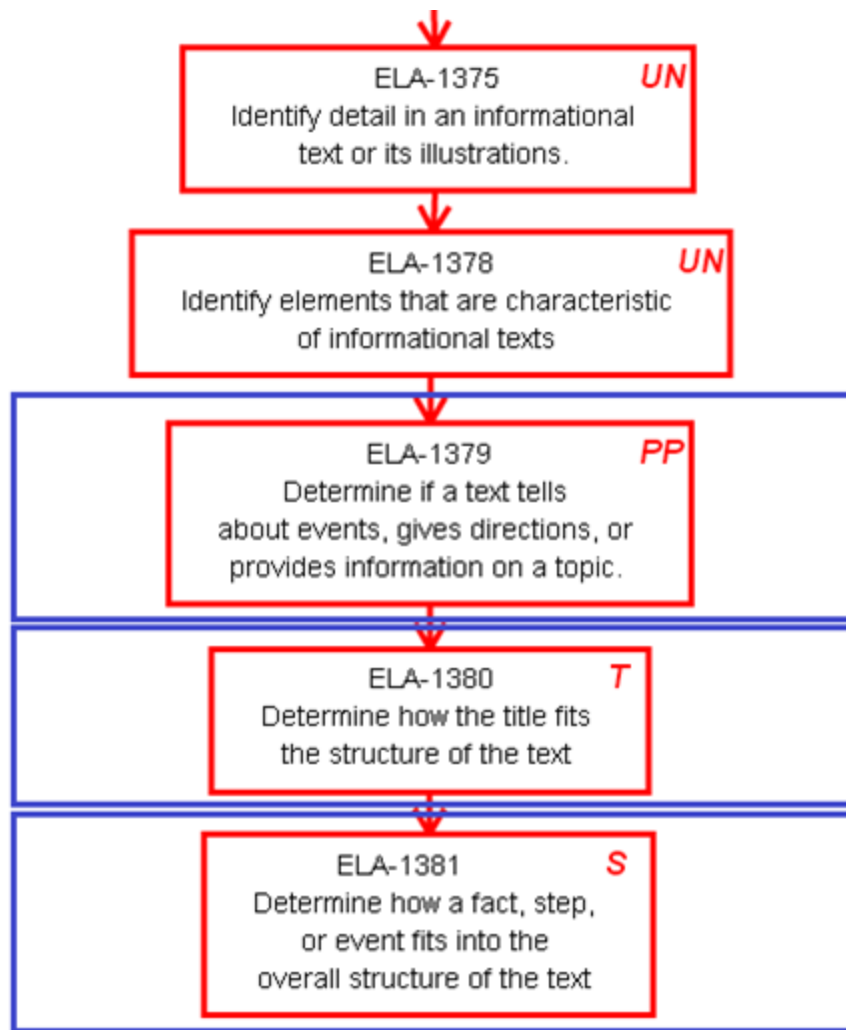 ELA-1375 UN
Identify detail in an informational
text or its illustrations.
ELA-1378 UN
Identify elements that are characteristic
of informational texts
ELA-1379 PP
Determine if a text tells
about events, gives directions, or
provides information on a topic.
ELA-1380 T
Determine how the title fits
the structure of the text
ELA-1381 S
Determine how a fact, step,
or event fits into the
overall structure of the text